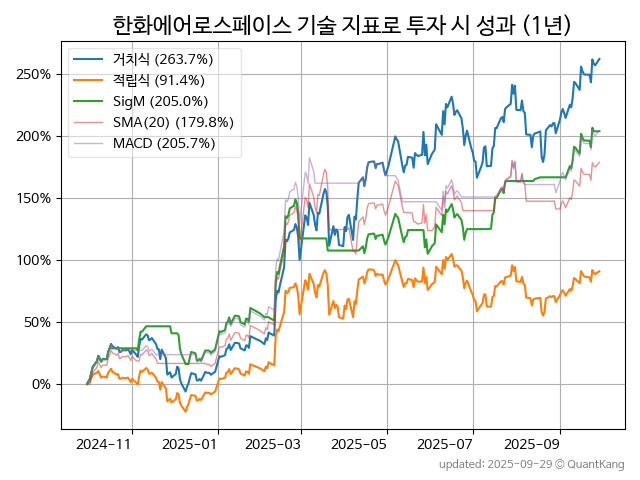 한화에어로스페이스 기술 지표로 투자 시 성과 (1년)
거치식 (263.7%)
적립식 (91.4%)
SigM (205.0%)
SMA(20) (179.8%)
MACD (205.7%)
250%
200%
150%
100%
50%
0%
2024-11 2025-01 2025-03 2025-05 2025-07 2025-09
updated: 2025-09-29 © QuantKang